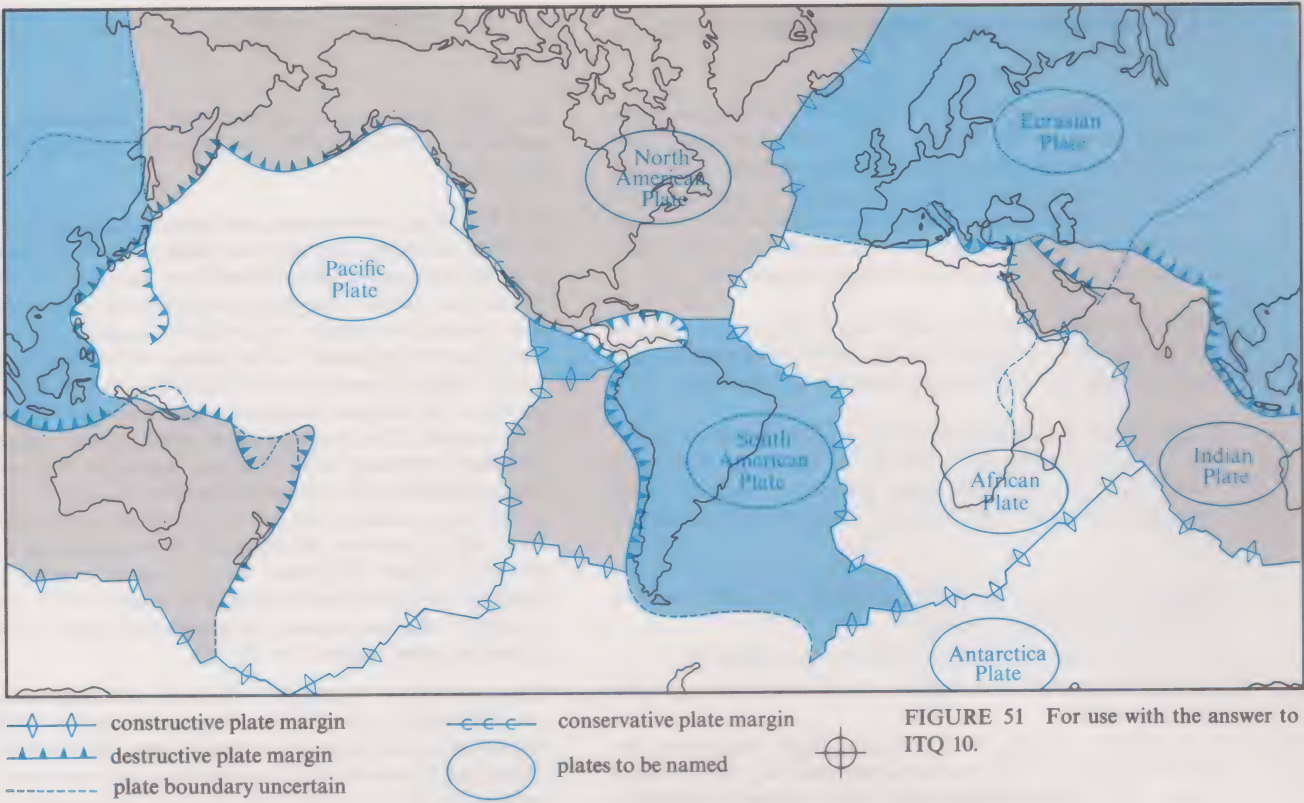 North
American
Plate
Eurasian
Plate
Pacific
Plate
South
American
Plate
African
Plate
Indian
Plate
Antarctica
Plate
constructive plate margin
destructive plate margin
plate boundary uncertain
conservative plate margin
plates to be named
FIGURE 51 For use with the answer to
ITQ 10.